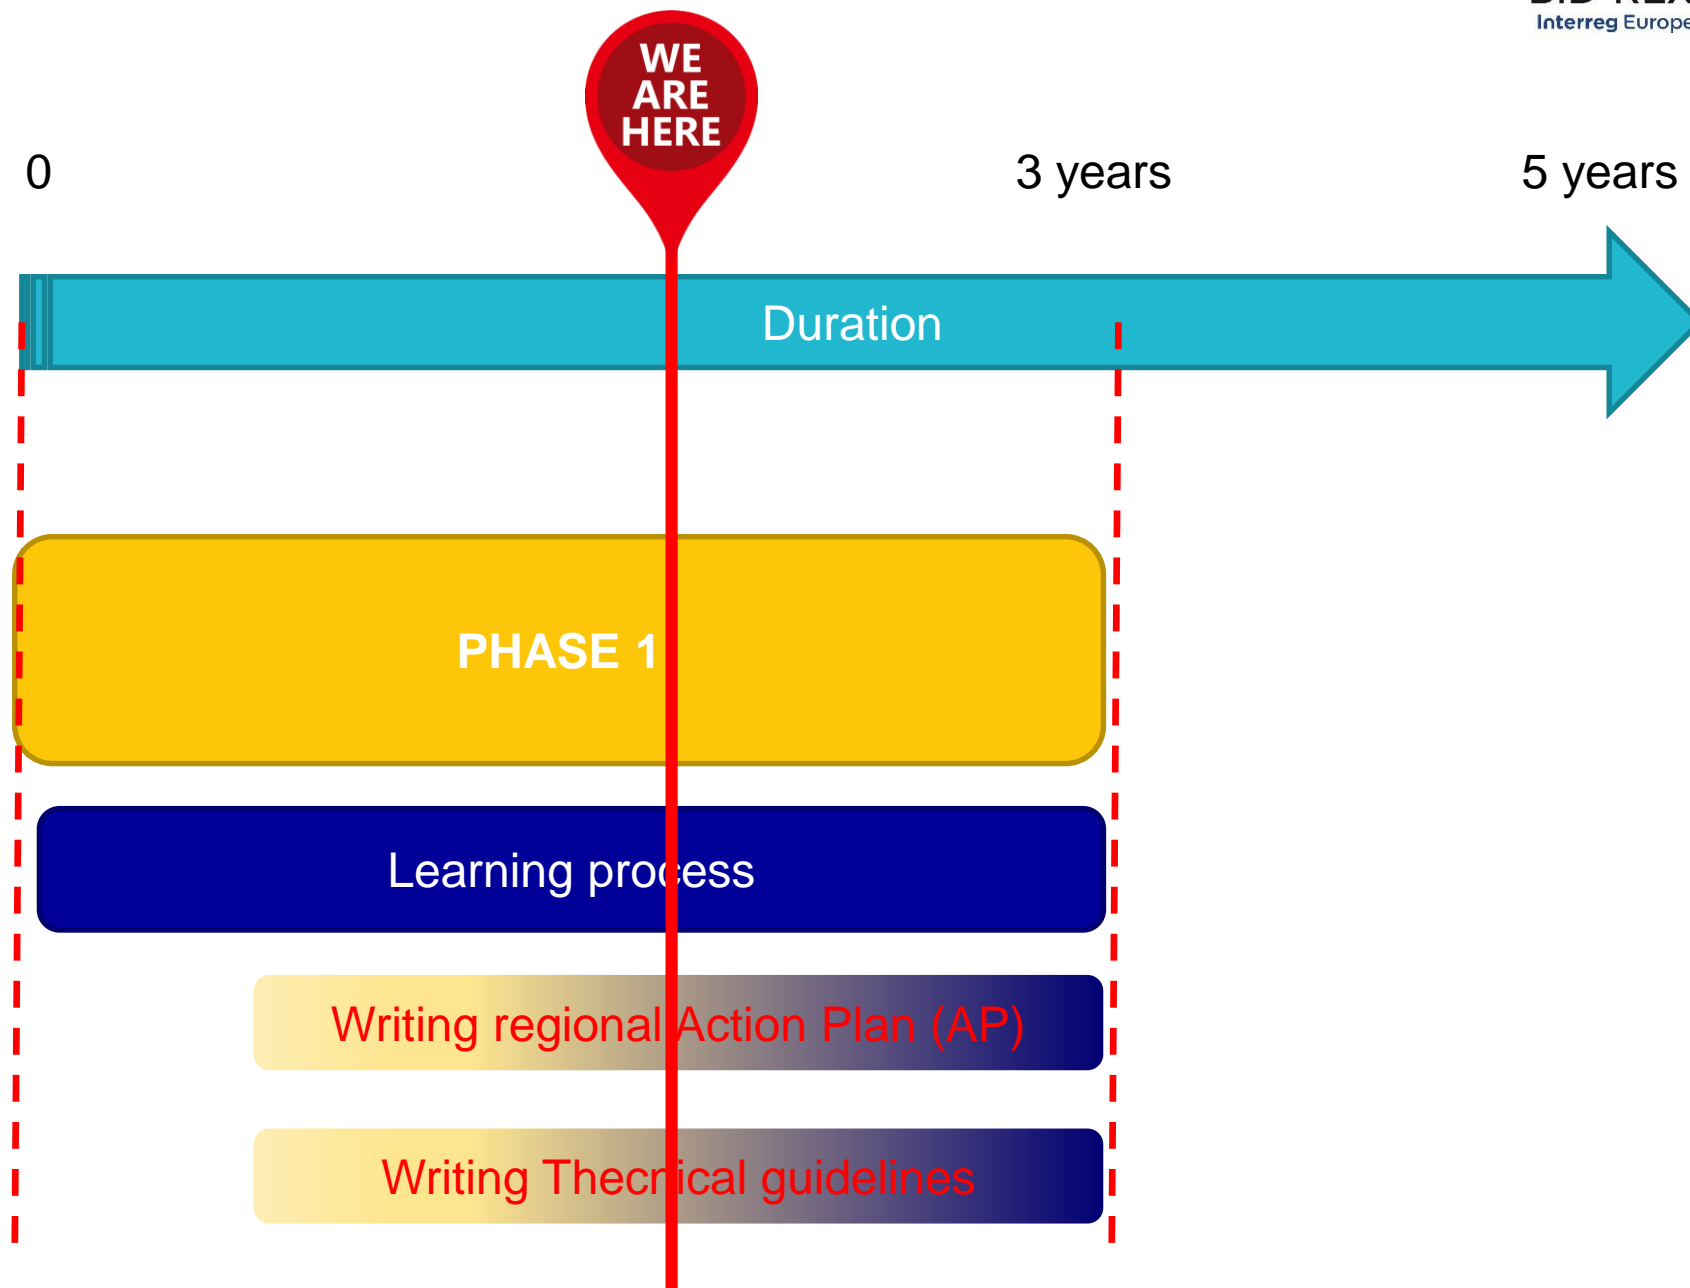 Interreg Europe
WE
ARE
HERE
0
3 years
5 years
Duration
PHASE 1
Learning process
Writing regional Action Plan (AP)
Writing Thecnical guidelines